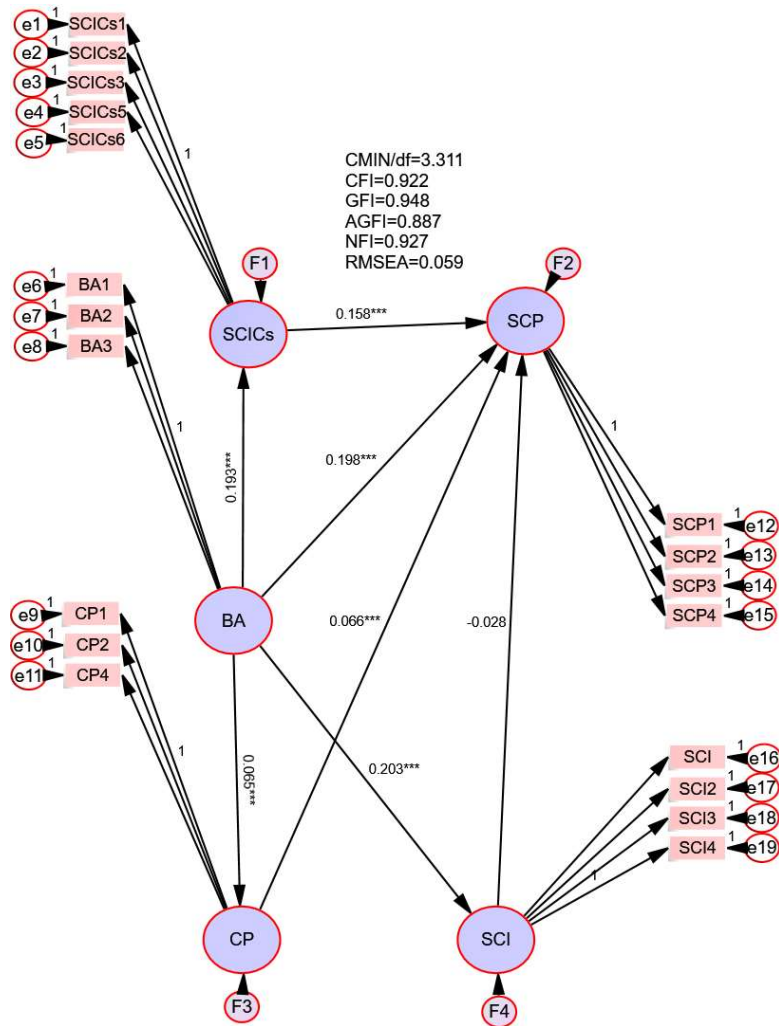 e1 1 SCICs1
e2 1 SCICs2
e3 1 SCICs3
e4 1 SCICs5
e5 1 SCICs6
1
CMIN/df=3.311
CFI=0.922
GFI=0.948
AGFI=0.887
NFI=0.927
RMSEA=0.059
F1
F2
e6 1 BA1
e7 1 BA2
e8 1 BA3
SCICs
0.158***
SCP
1
0.193***
0.198***
1
SCP1 1 e12
SCP2 1 e13
SCP3 1 e14
SCP4 1 e15
BA
0.066***
-0.028
e9 1 CP1
e10 1 CP2
e11 1 CP4
1
0.065***
0.203***
SCI 1 e16
SCI2 1 e17
SCI3 1 e18
SCI4 1 e19
1
CP
SCI
F3
F4